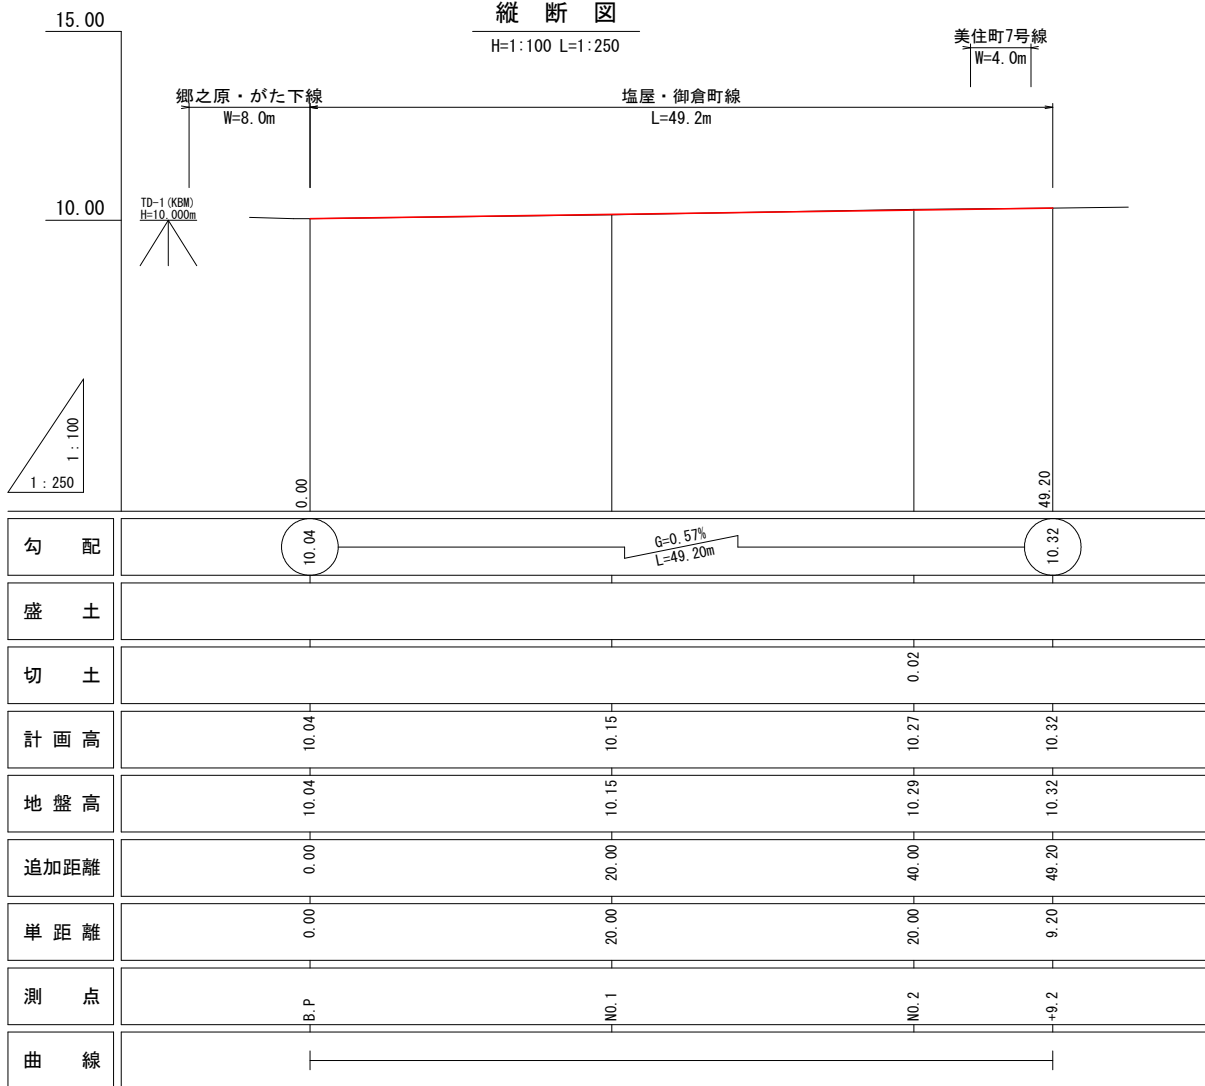 縦断図
H=1:100 L=1:250
15.00
美住町7号線
W=4.0m
郷之原・がた下線
W=8.0m
塩屋・御倉町線
L=49.2m
10.00
TD-1(KBM)
H=10.000m
1:100
1:250
0.00
49.20
勾配
10.04
G=0.57%
L=49.20m
10.32
盛土
切土
0.02
計画高
10.04
10.15
10.27
10.32
地盤高
10.04
10.15
10.29
10.32
追加距離
0.00
20.00
40.00
49.20
単距離
0.00
20.00
20.00
9.20
測点
B.P
NO.1
NO.2
+9.2
曲線